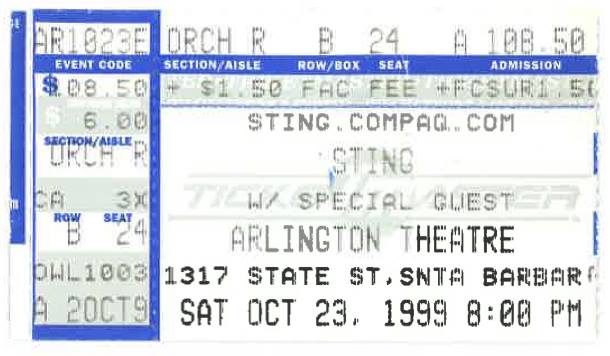 AR1023E ORCH R B 24 A 108.50
EVENT CODE SECTION/AISLE ROW/BOX SEAT ADMISSION
$108.50 + $1.50 FAC FEE +FCSUR1.50
$ 6.00 STING.COMPAQ.COM
SECTION/AISLE
ORCH R STING
CA 3X W/ SPECIAL GUEST
TICKETMASTER
ROW SEAT
B 24 ARLINGTON THEATRE
OWL1003 1317 STATE ST,SNTA BARBARA
A 20CT9 SAT OCT 23, 1999 8:00 PM